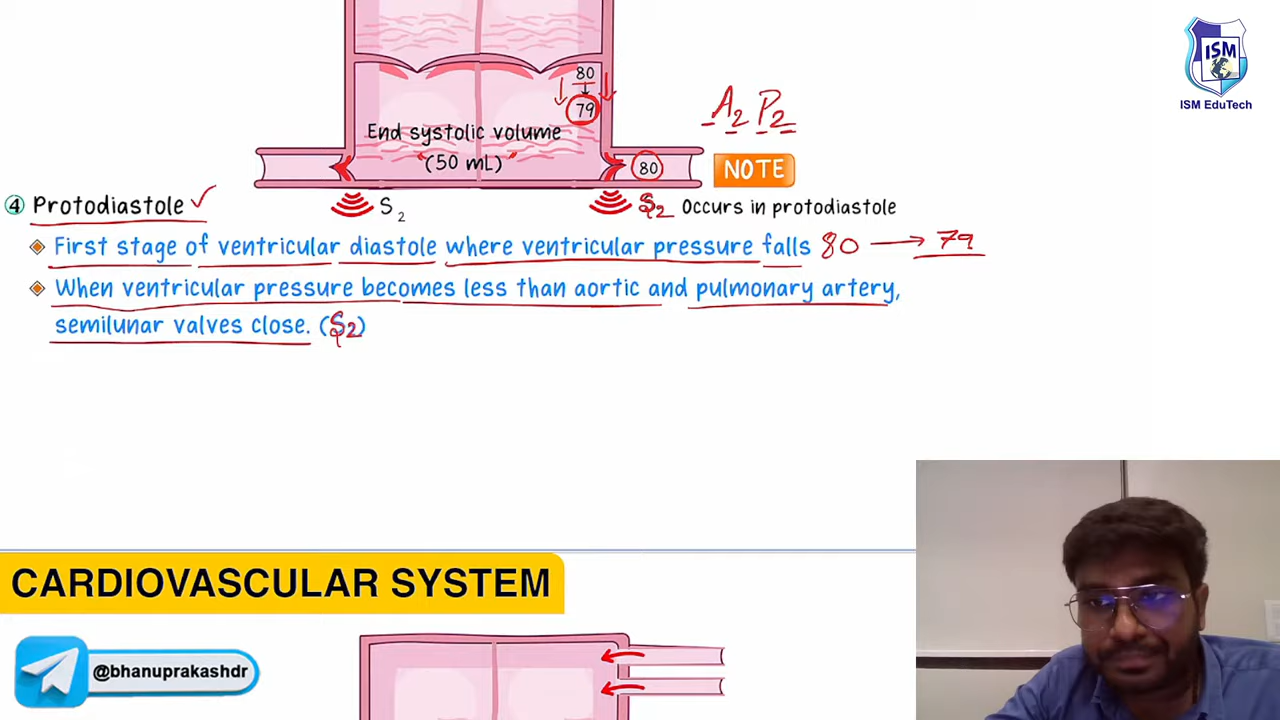 ISM
ISM EduTech
80
79
A2 P2
End systolic volume
(50 mL)
80
NOTE
S2
S2 Occurs in protodiastole
4 Protodiastole ✓
First stage of ventricular diastole where ventricular pressure falls 80 → 79
When ventricular pressure becomes less than aortic and pulmonary artery,
semilunar valves close. (S2)
CARDIOVASCULAR SYSTEM
@bhanuprakashdr